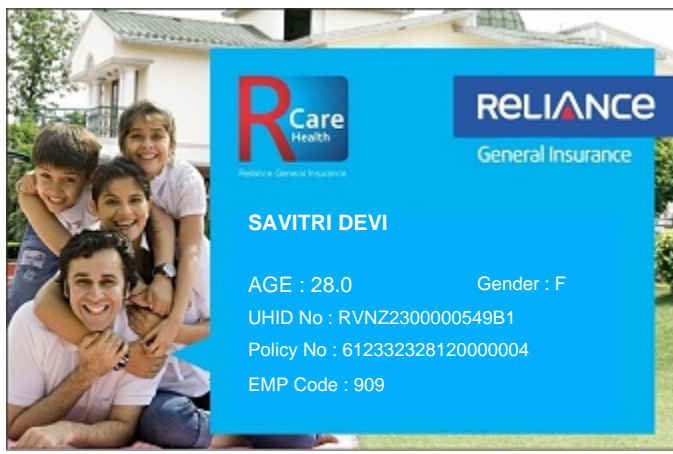 R Care
Health
Reliance General Insurance
RELIANCE
General Insurance
SAVITRI DEVI
AGE : 28.0
Gender : F
UHID No : RVNZ2300000549B1
Policy No : 612332328120000004
EMP Code : 909